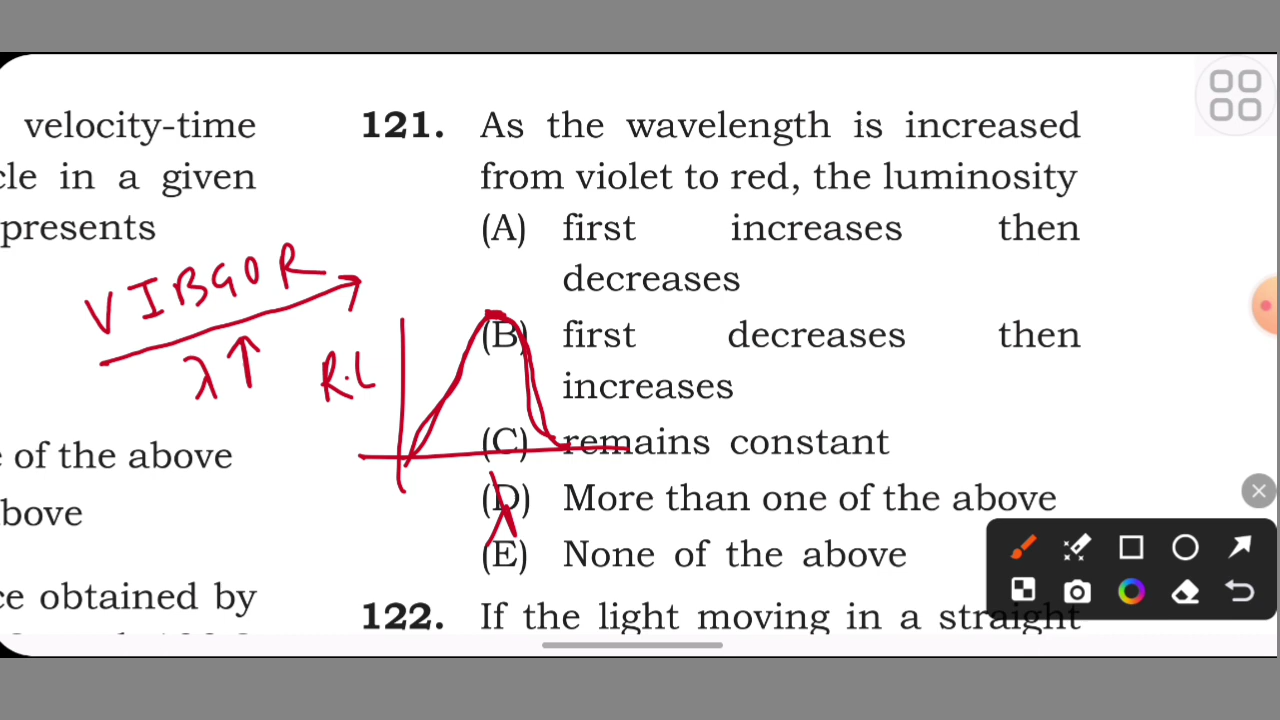 velocity-time
cle in a given
presents
e of the above
bove
ce obtained by
121. As the wavelength is increased
from violet to red, the luminosity
(A) first increases then
decreases
(B) first decreases then
increases
(C) remains constant
(D) More than one of the above
(E) None of the above
122. If the light moving in a straight
VIBGOR
λ↑
R.L
λ